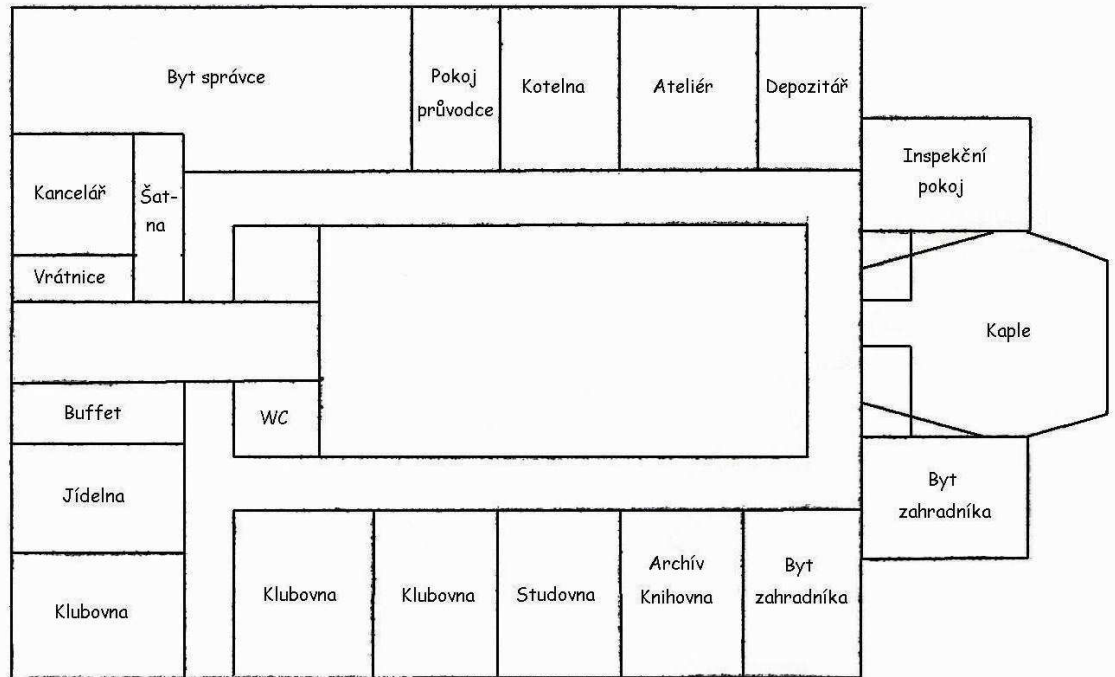 Byt správce
Pokoj
průvodce
Kotelna
Ateliér
Depozitář
Inspekční
pokoj
Kancelář
Šat-
na
Vrátnice
Kaple
Buffet
WC
Jídelna
Byt
zahradníka
Klubovna
Klubovna
Klubovna
Studovna
Archív
Knihovna
Byt
zahradníka